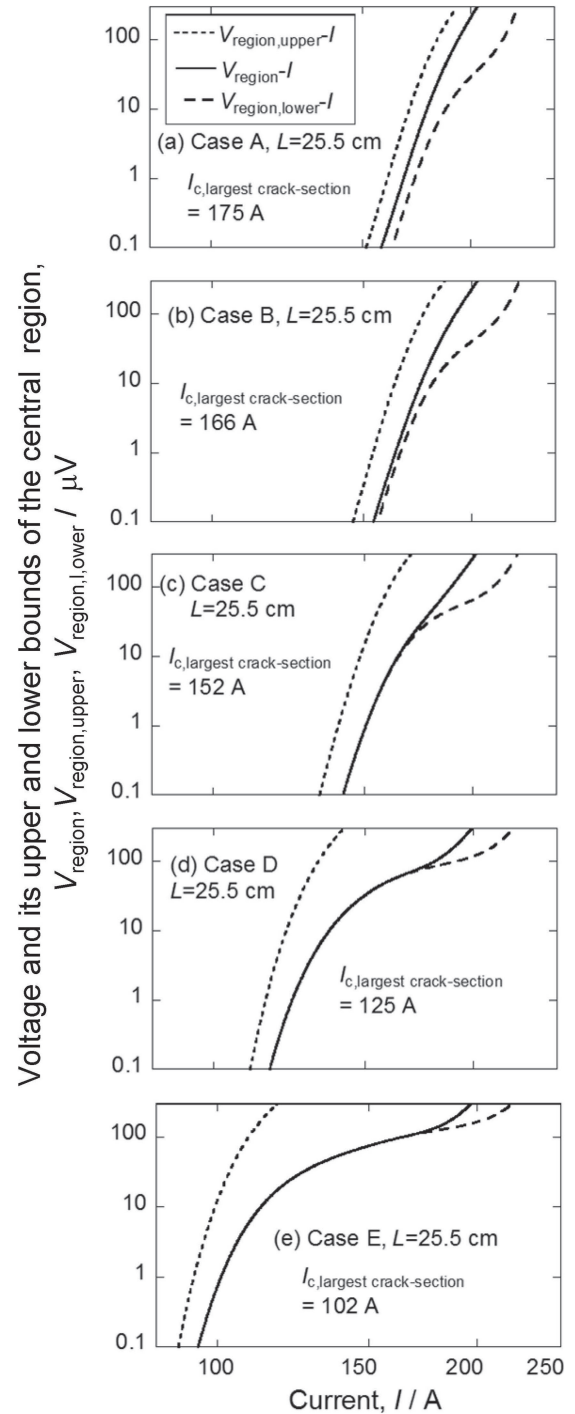 Voltage and its upper and lower bounds of the central region,
Vregion, Vregion,upper, Vregion,l,ower / μV
100
10
1
0.1
Vregion,upper-I
Vregion-I
Vregion,lower-I
(a) Case A, L=25.5 cm
Ic,largest crack-section
= 175 A
100
10
1
0.1
(b) Case B, L=25.5 cm
Ic,largest crack-section
= 166 A
100
10
1
0.1
(c) Case C
L=25.5 cm
Ic,largest crack-section
= 152 A
100
10
1
0.1
(d) Case D
L=25.5 cm
Ic,largest crack-section
= 125 A
100
10
1
0.1
(e) Case E, L=25.5 cm
Ic,largest crack-section
= 102 A
100 150 200 250
Current, I / A